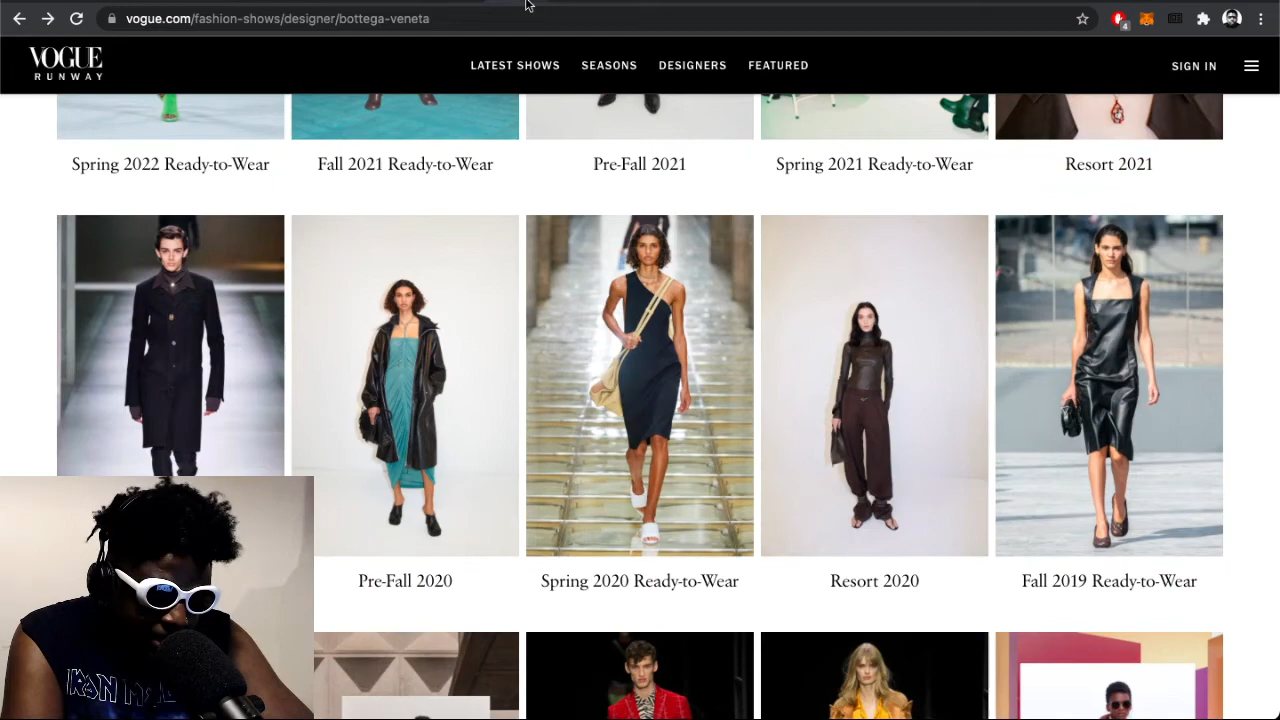 vogue.com/fashion-shows/designer/bottega-veneta
4
VOGUE
RUNWAY
LATEST SHOWS SEASONS DESIGNERS FEATURED
SIGN IN
Spring 2022 Ready-to-Wear
Fall 2021 Ready-to-Wear
Pre-Fall 2021
Spring 2021 Ready-to-Wear
Resort 2021
Pre-Fall 2020
Spring 2020 Ready-to-Wear
Resort 2020
Fall 2019 Ready-to-Wear